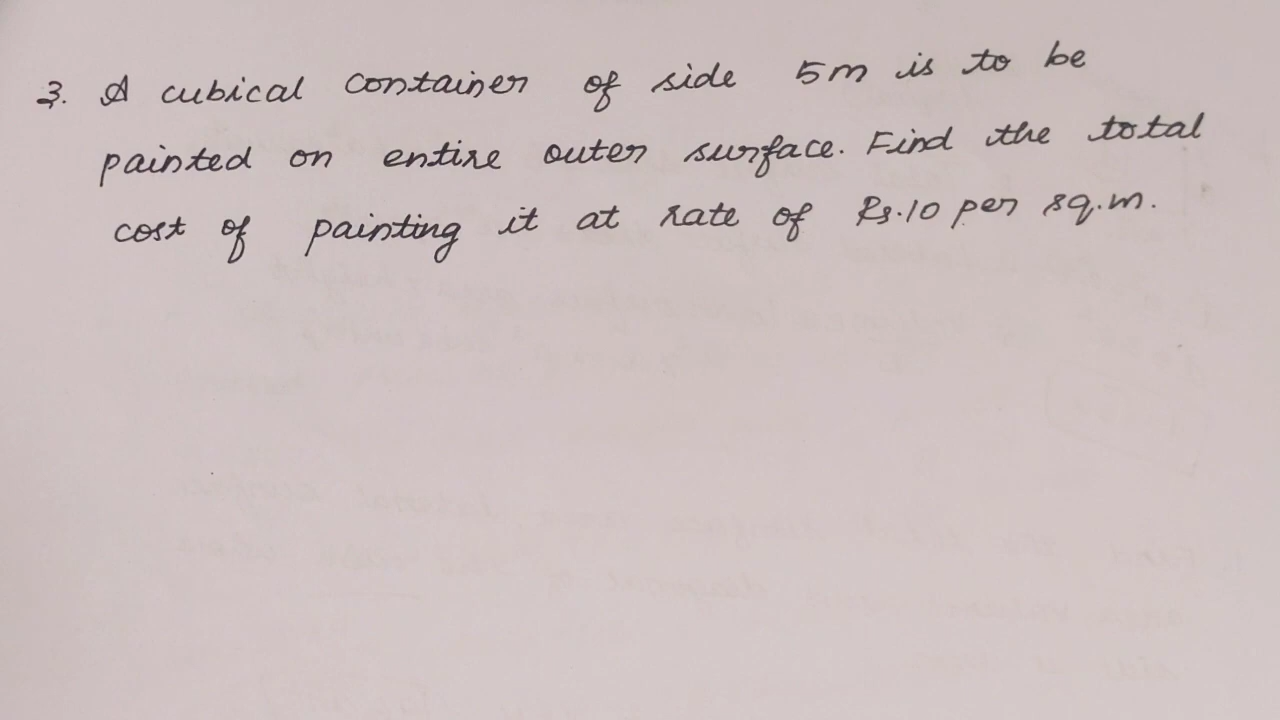 3. A cubical container of side 5m is to be
painted on entire outer surface. Find the total
cost of painting it at rate of Rs.10 per sq.m.